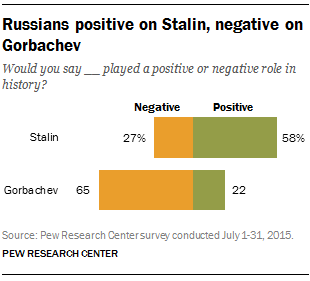 Russians positive on Stalin, negative on
Gorbachev
Would you say __ played a positive or negative role in
history?
Negative Positive
Stalin 27% 58%
Gorbachev 65 22
Source: Pew Research Center survey conducted July 1-31, 2015.
PEW RESEARCH CENTER